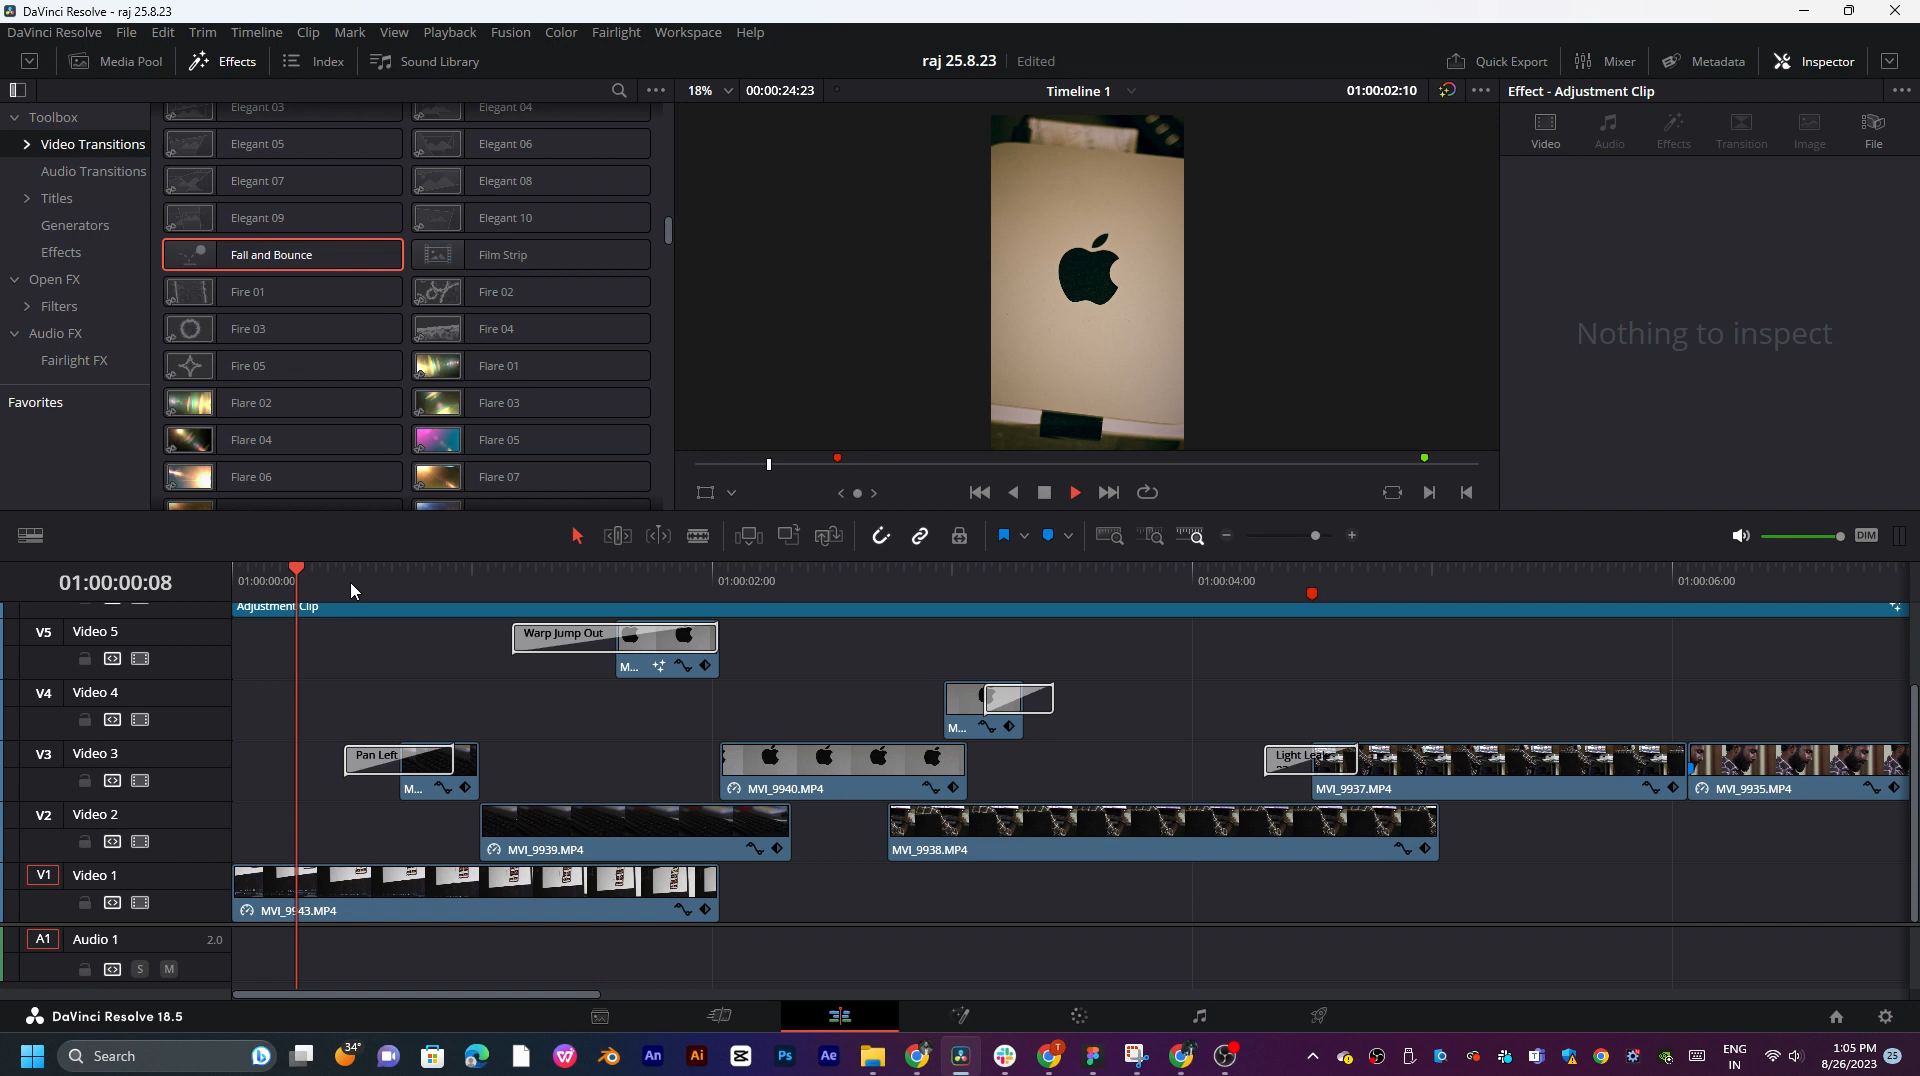 DaVinci Resolve - raj 25.8.23
DaVinci Resolve File Edit Trim Timeline Clip Mark View Playback Fusion Color Fairlight Workspace Help
Media Pool Effects Index Sound Library raj 25.8.23 Edited Quick Export Mixer Metadata Inspector
18% 00:00:24:23 Timeline 1 01:00:02:10 Effect - Adjustment Clip
Toolbox
Video Transitions
Audio Transitions
Titles
Generators
Effects
Open FX
Filters
Audio FX
Fairlight FX
Favorites
Elegant 03 Elegant 04
Elegant 05 Elegant 06
Elegant 07 Elegant 08
Elegant 09 Elegant 10
Fall and Bounce Film Strip
Fire 01 Fire 02
Fire 03 Fire 04
Fire 05 Flare 01
Flare 02 Flare 03
Flare 04 Flare 05
Flare 06 Flare 07
Video Audio Effects Transition Image File
Nothing to inspect
DIM
01:00:00:08 01:00:00:00 01:00:02:00 01:00:04:00 01:00:06:00
Adjustment Clip
V5 Video 5 Warp Jump Out
M...
V4 Video 4
M...
V3 Video 3 Pan Left
M... MVI_9940.MP4 MVI_9937.MP4 MVI_9935.MP4
V2 Video 2
MVI_9939.MP4 MVI_9938.MP4
V1 Video 1
MVI_9943.MP4
A1 Audio 1 2.0
S M
DaVinci Resolve 18.5
Search 34° An Ai Ps Ae T ENG
IN
1:05 PM
8/26/2023 25